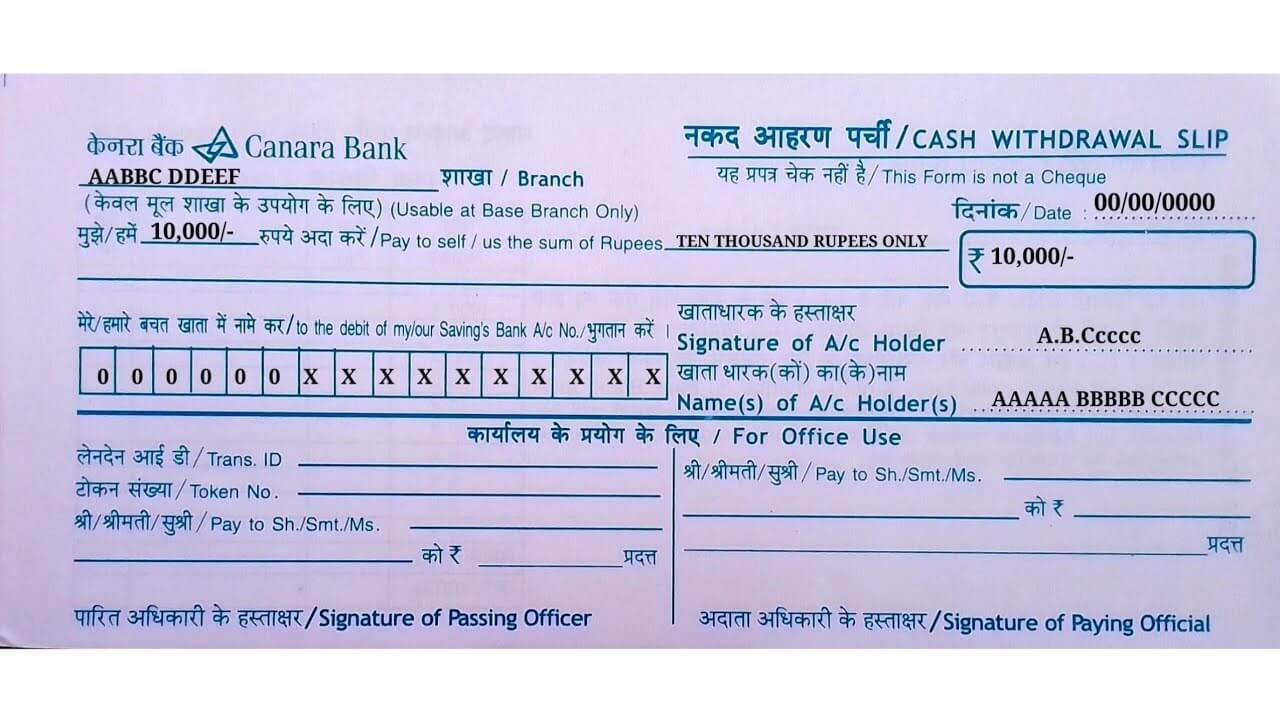 केनरा बैंक Canara Bank
नकद आहरण पर्ची/CASH WITHDRAWAL SLIP
AABBC DDEEF शाखा / Branch
यह प्रपत्र चेक नहीं है/This Form is not a Cheque
(केवल मूल शाखा के उपयोग के लिए) (Usable at Base Branch Only)
दिनांक/Date : 00/00/0000
मुझे/हमें 10,000/- रुपये अदा करें/Pay to self / us the sum of Rupees TEN THOUSAND RUPEES ONLY
₹ 10,000/-
मेरे/हमारे बचत खाता में नामे कर/to the debit of my/our Saving's Bank A/c No./भुगतान करें ।
0 0 0 0 0 0 X X X X X X X X X X
खाताधारक के हस्ताक्षर
Signature of A/c Holder A.B.Ccccc
खाता धारक(कों) का(के)नाम
Name(s) of A/c Holder(s) AAAAA BBBBB CCCCC
कार्यालय के प्रयोग के लिए / For Office Use
लेनदेन आई डी/Trans. ID
टोकन संख्या/Token No.
श्री/श्रीमती/सुश्री/Pay to Sh./Smt./Ms.
को ₹ प्रदत्त
पारित अधिकारी के हस्ताक्षर/Signature of Passing Officer
श्री/श्रीमती/सुश्री/Pay to Sh./Smt./Ms.
को ₹
प्रदत्त
अदाता अधिकारी के हस्ताक्षर/Signature of Paying Official